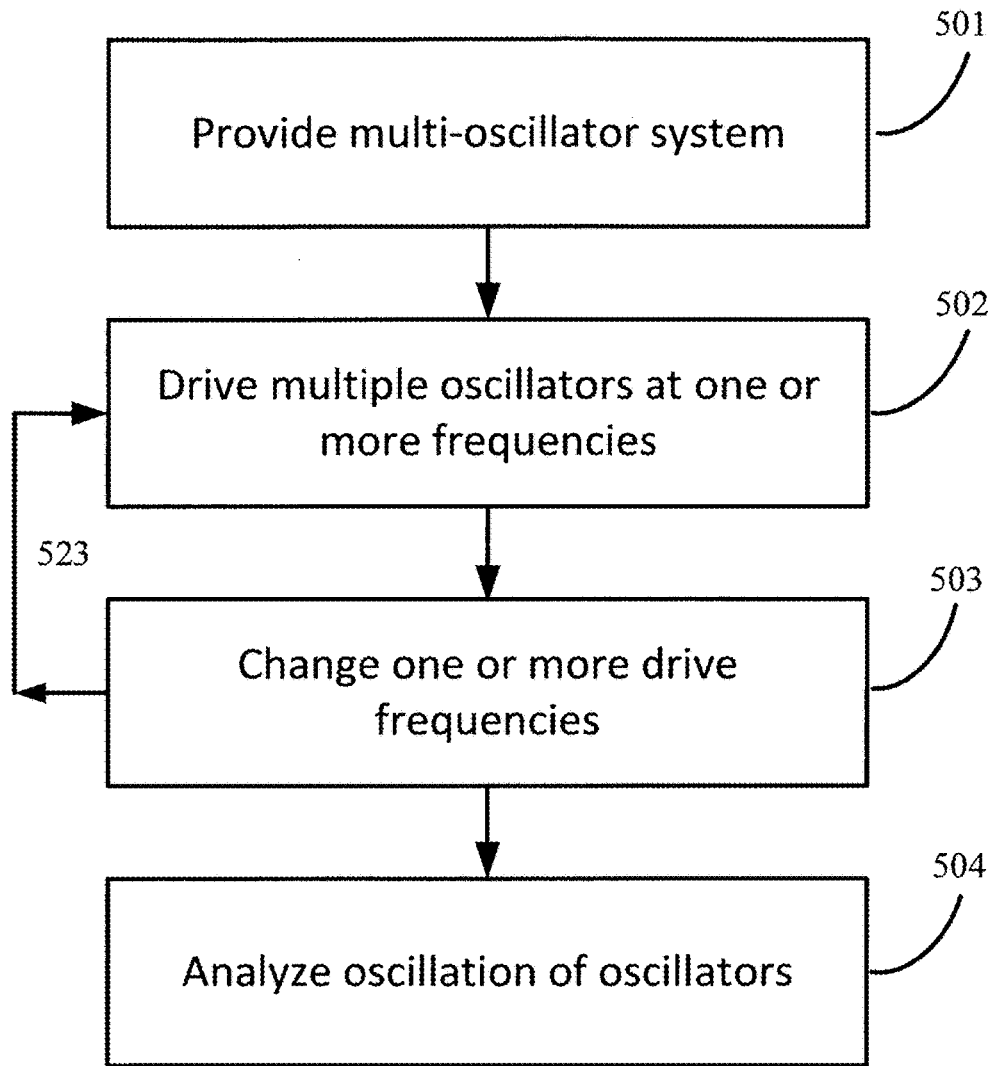 501
Provide multi-oscillator system
502
Drive multiple oscillators at one or
more frequencies
523
503
Change one or more drive
frequencies
504
Analyze oscillation of oscillators